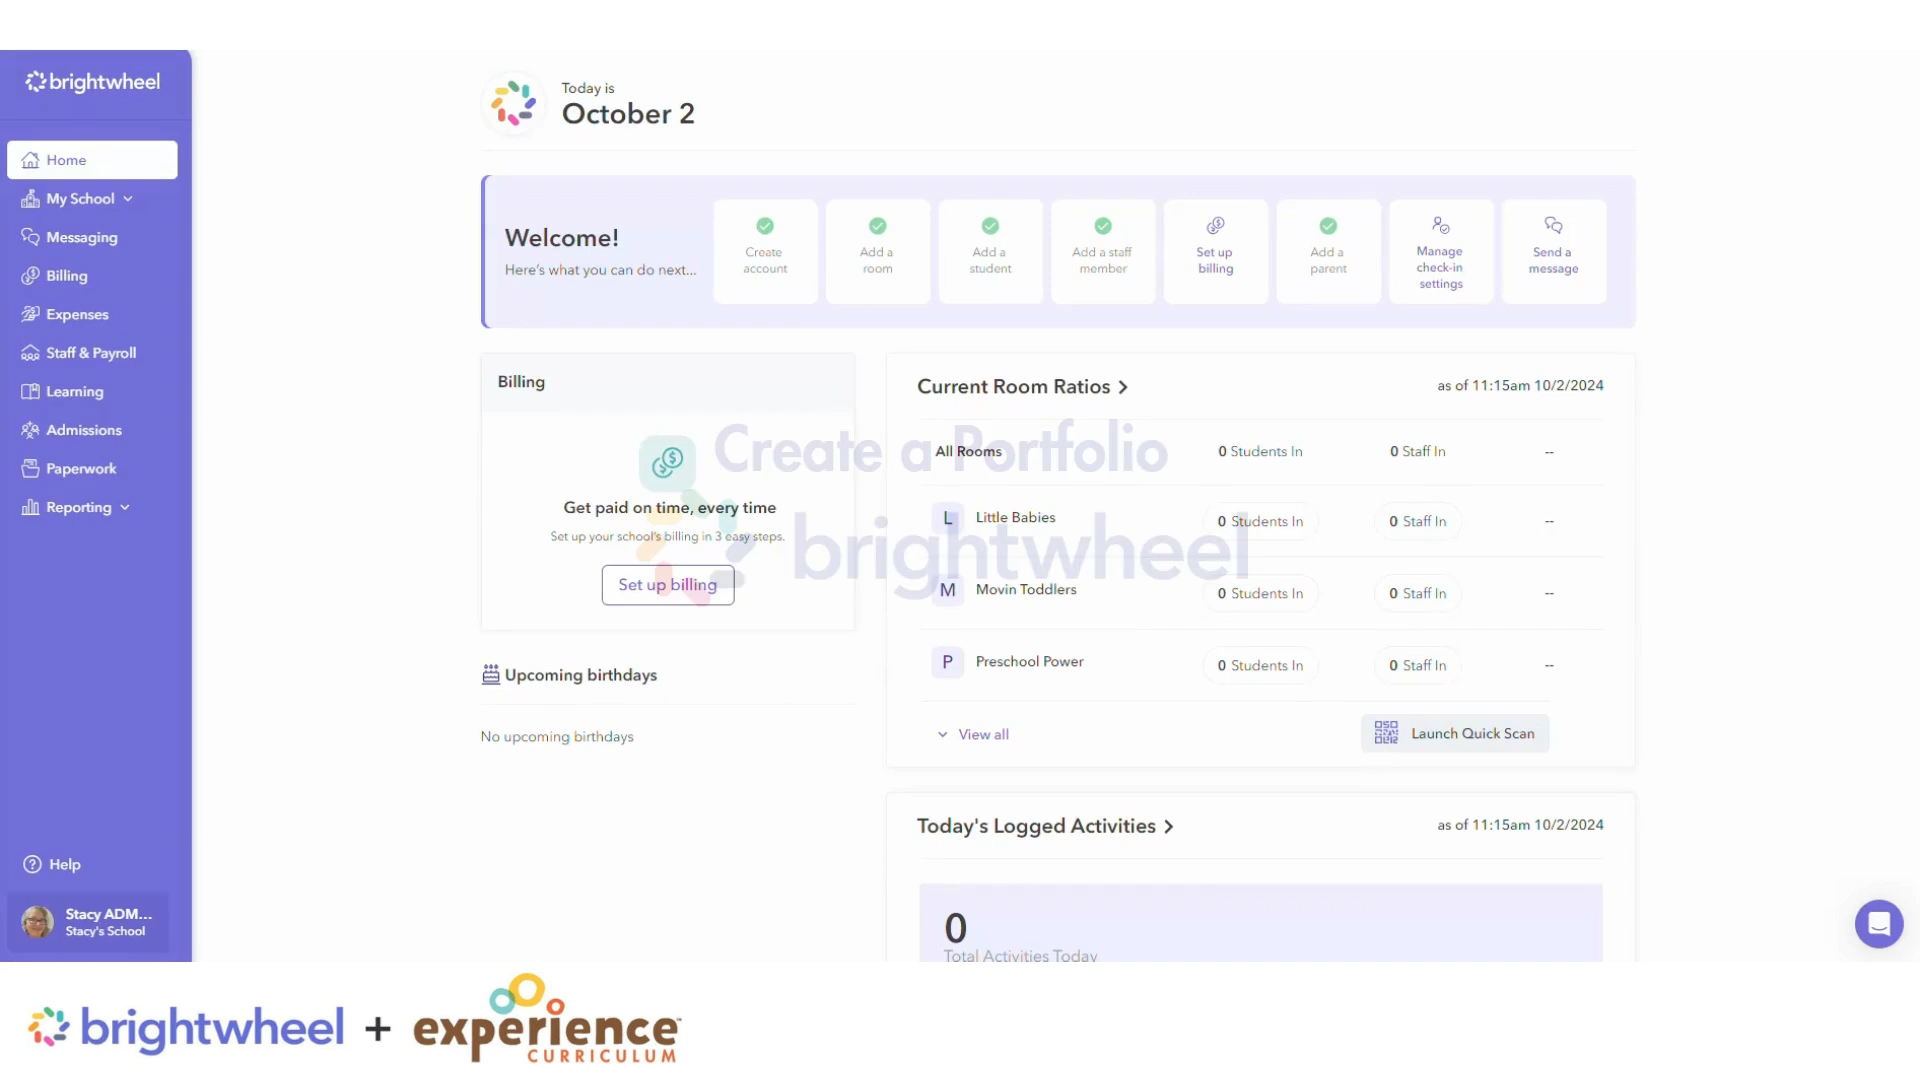 brightwheel
Home
My School
Messaging
Billing
Expenses
Staff & Payroll
Learning
Admissions
Paperwork
Reporting
Help
Stacy ADM...
Stacy's School
Today is
October 2
Welcome!
Here's what you can do next...
Create
account
Add a
room
Add a
student
Add a staff
member
Set up
billing
Add a
parent
Manage
check-in
settings
Send a
message
Billing
Get paid on time, every time
Set up your school's billing in 3 easy steps.
Set up billing
Upcoming birthdays
No upcoming birthdays
Current Room Ratios
as of 11:15am 10/2/2024
All Rooms 0 Students In 0 Staff In --
L Little Babies 0 Students In 0 Staff In --
M Movin Toddlers 0 Students In 0 Staff In --
P Preschool Power 0 Students In 0 Staff In --
View all
Launch Quick Scan
Create a Portfolio
brightwheel
Today's Logged Activities
as of 11:15am 10/2/2024
0
Total Activities Today
brightwheel + experience
CURRICULUM